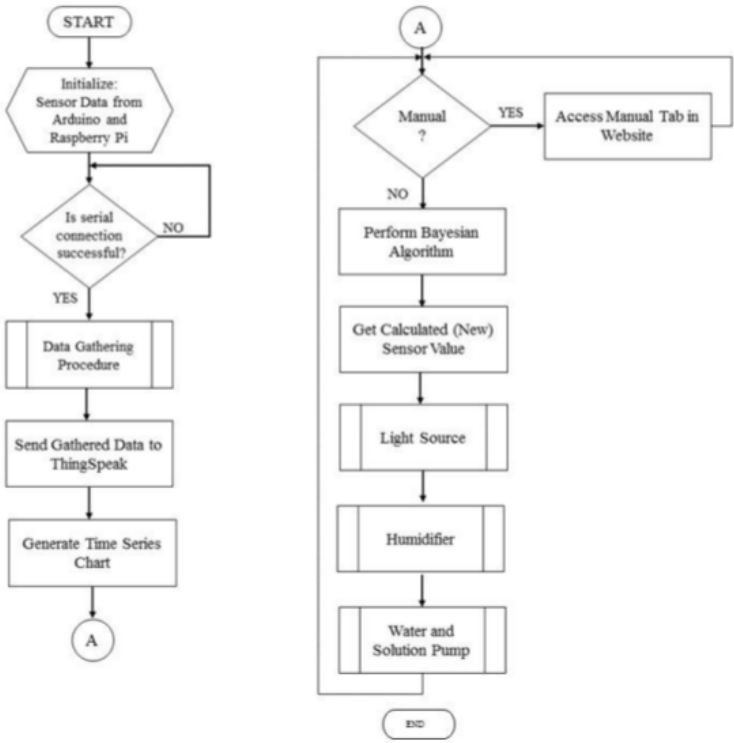 START
Initialize:
Sensor Data from
Arduino and
Raspberry Pi
Is serial
connection
successful?
NO
YES
Data Gathering
Procedure
Send Gathered Data to
ThingSpeak
Generate Time Series
Chart
A
A
Manual
?
YES
Access Manual Tab in
Website
NO
Perform Bayesian
Algorithm
Get Calculated (New)
Sensor Value
Light Source
Humidifier
Water and
Solution Pump
END